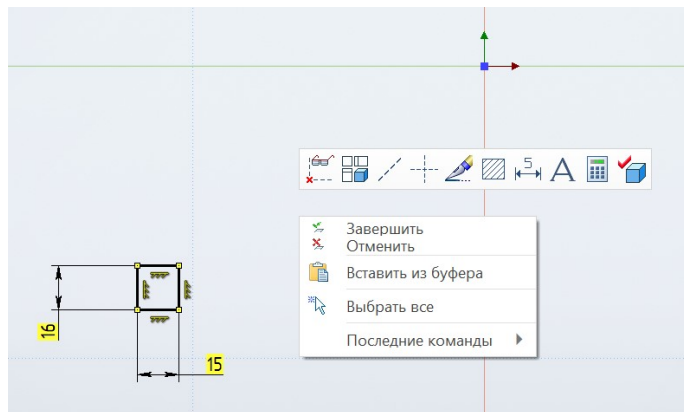 5
A
Завершить
Отменить
Вставить из буфера
Выбрать все
Последние команды
16
15